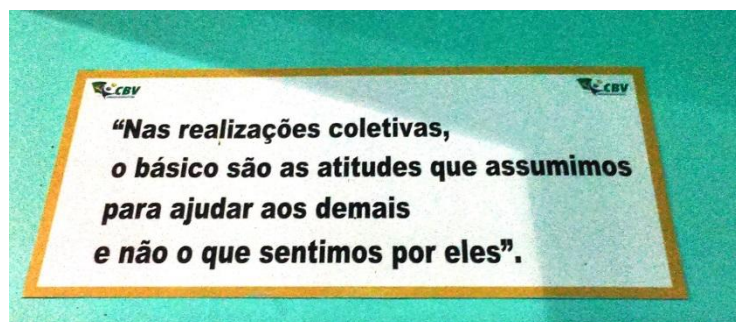 CBV CBV
“Nas realizações coletivas,
o básico são as atitudes que assumimos
para ajudar aos demais
e não o que sentimos por eles”.